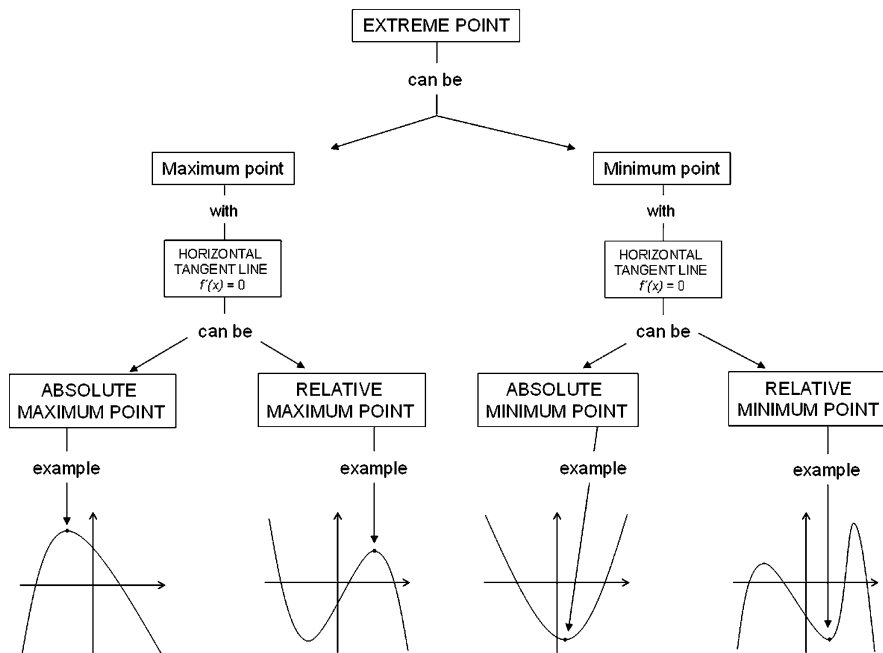 EXTREME POINT
can be
Maximum point
Minimum point
with
with
HORIZONTAL
TANGENT LINE
f´(x) = 0
HORIZONTAL
TANGENT LINE
f´(x) = 0
can be
can be
ABSOLUTE
MAXIMUM POINT
RELATIVE
MAXIMUM POINT
ABSOLUTE
MINIMUM POINT
RELATIVE
MINIMUM POINT
example
example
example
example